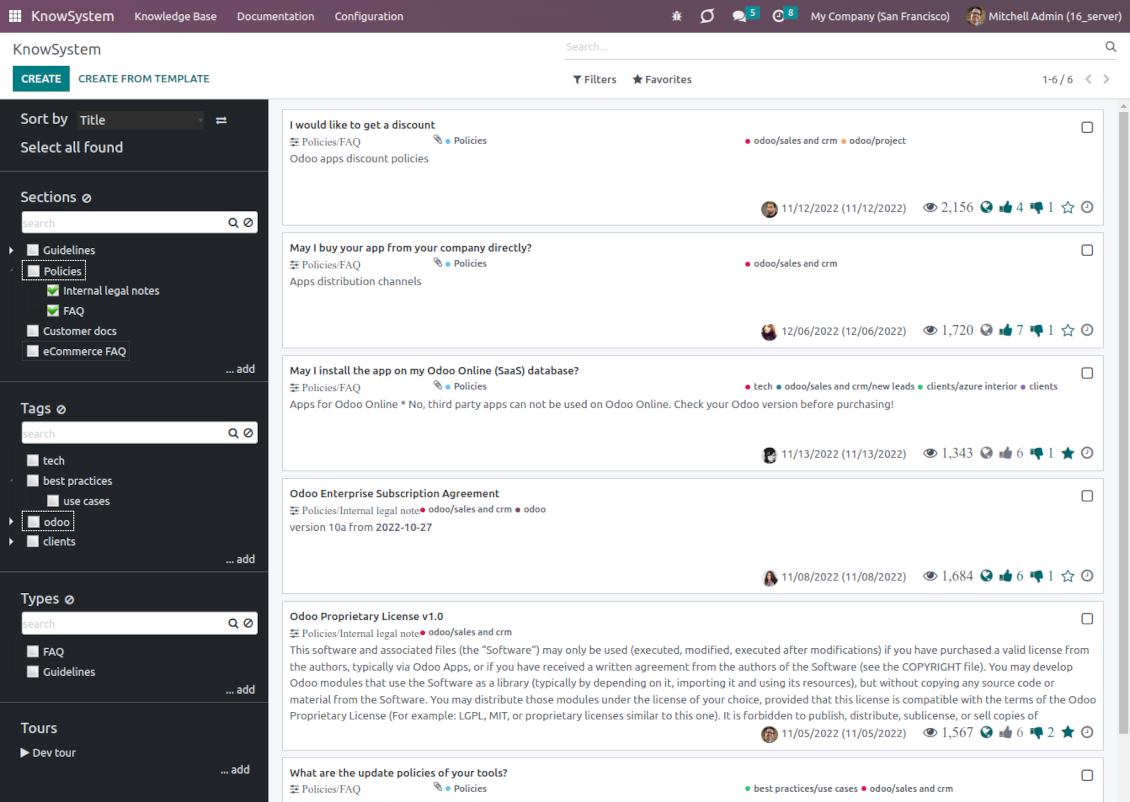 KnowSystem Knowledge Base Documentation Configuration 5 8 My Company (San Francisco) Mitchell Admin (16_server)
KnowSystem
Search...
CREATE CREATE FROM TEMPLATE
Filters Favorites 1-6 / 6
Sort by Title
Select all found
Sections
search
Guidelines
Policies
Internal legal notes
FAQ
Customer docs
eCommerce FAQ
... add
Tags
search
tech
best practices
use cases
odoo
clients
... add
Types
search
FAQ
Guidelines
... add
Tours
Dev tour
... add
I would like to get a discount
Policies/FAQ Policies odoo/sales and crm odoo/project
Odoo apps discount policies
11/12/2022 (11/12/2022) 2,156 4 1
May I buy your app from your company directly?
Policies/FAQ Policies odoo/sales and crm
Apps distribution channels
12/06/2022 (12/06/2022) 1,720 7 1
May I install the app on my Odoo Online (SaaS) database?
Policies/FAQ Policies tech odoo/sales and crm/new leads clients/azure interior clients
Apps for Odoo Online * No, third party apps can not be used on Odoo Online. Check your Odoo version before purchasing!
11/13/2022 (11/13/2022) 1,343 6 1
Odoo Enterprise Subscription Agreement
Policies/Internal legal note odoo/sales and crm odoo
version 10a from 2022-10-27
11/08/2022 (11/08/2022) 1,684 6 1
Odoo Proprietary License v1.0
Policies/Internal legal note odoo/sales and crm
This software and associated files (the "Software") may only be used (executed, modified, executed after modifications) if you have purchased a valid license from
the authors, typically via Odoo Apps, or if you have received a written agreement from the authors of the Software (see the COPYRIGHT file). You may develop
Odoo modules that use the Software as a library (typically by depending on it, importing it and using its resources), but without copying any source code or
material from the Software. You may distribute those modules under the license of your choice, provided that this license is compatible with the terms of the Odoo
Proprietary License (For example: LGPL, MIT, or proprietary licenses similar to this one). It is forbidden to publish, distribute, sublicense, or sell copies of
11/05/2022 (11/05/2022) 1,567 6 2
What are the update policies of your tools?
Policies/FAQ Policies best practices/use cases odoo/sales and crm